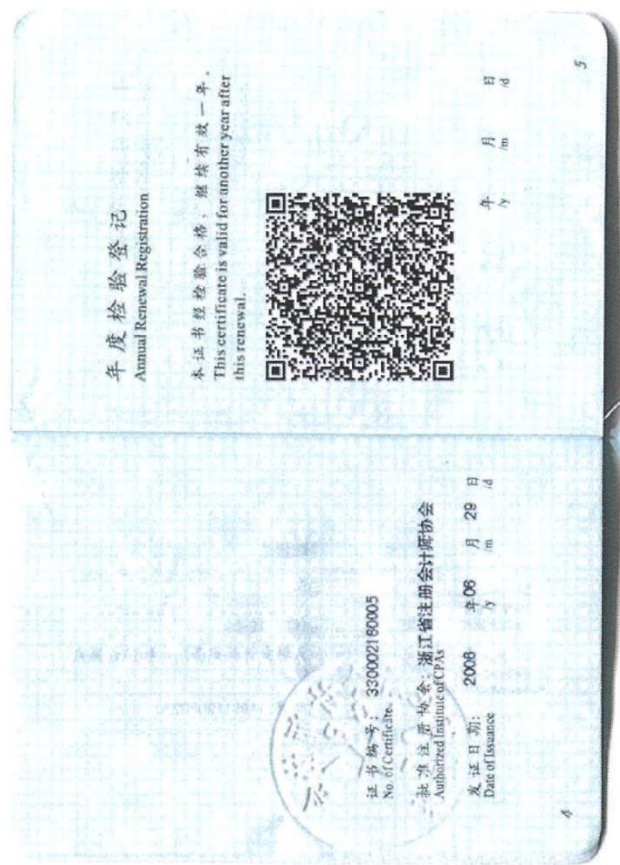 年度检验登记
Annual Renewal Registration
本证书经检验合格，继续有效一年。
This certificate is valid for another year after
this renewal.
年 月 日
/y /m /d
5
证书编号： 330002160005
No. of Certificate
批准注册协会： 浙江省注册会计师协会
Authorized Institute of CPAs
发证日期： 2006 年 06 月 29 日
Date of Issuance /y /m /d
4